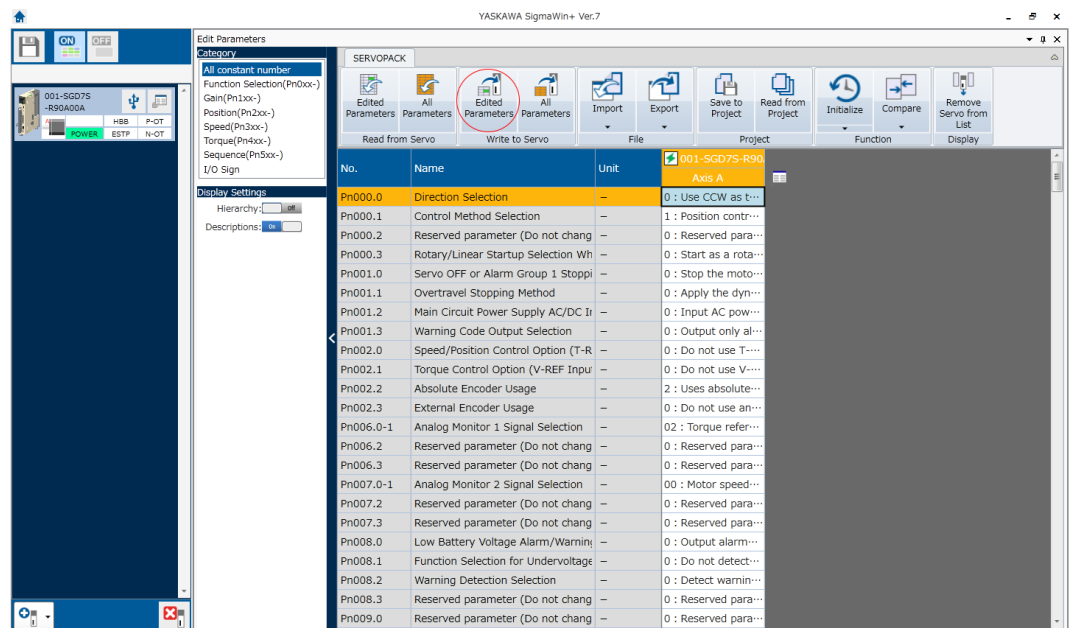 YASKAWA SigmaWin+ Ver.7
ON
OFF
Edit Parameters
001-SGD7S
-R90A00A
HBB P-OT
POWER ESTP N-OT
Category
All constant number
Function Selection(Pn0xx-)
Gain(Pn1xx-)
Position(Pn2xx-)
Speed(Pn3xx-)
Torque(Pn4xx-)
Sequence(Pn5xx-)
I/O Sign
Display Settings
Hierarchy: Off
Descriptions: On
SERVOPACK
Edited Parameters
All Parameters
Edited Parameters
All Parameters
Import
Export
Save to Project
Read from Project
Initialize
Compare
Remove Servo from List
Read from Servo
Write to Servo
File
Project
Function
Display
No. Name Unit 001-SGD7S-R90.
Axis A
Pn000.0 Direction Selection – 0 : Use CCW as t···
Pn000.1 Control Method Selection – 1 : Position contr···
Pn000.2 Reserved parameter (Do not chang – 0 : Reserved para···
Pn000.3 Rotary/Linear Startup Selection Wh – 0 : Start as a rota···
Pn001.0 Servo OFF or Alarm Group 1 Stoppi – 0 : Stop the moto···
Pn001.1 Overtravel Stopping Method – 0 : Apply the dyn···
Pn001.2 Main Circuit Power Supply AC/DC In – 0 : Input AC pow···
Pn001.3 Warning Code Output Selection – 0 : Output only al···
Pn002.0 Speed/Position Control Option (T-R – 0 : Do not use T-···
Pn002.1 Torque Control Option (V-REF Input – 0 : Do not use V-···
Pn002.2 Absolute Encoder Usage – 2 : Uses absolute···
Pn002.3 External Encoder Usage – 0 : Do not use an···
Pn006.0-1 Analog Monitor 1 Signal Selection – 02 : Torque refer···
Pn006.2 Reserved parameter (Do not chang – 0 : Reserved para···
Pn006.3 Reserved parameter (Do not chang – 0 : Reserved para···
Pn007.0-1 Analog Monitor 2 Signal Selection – 00 : Motor speed···
Pn007.2 Reserved parameter (Do not chang – 0 : Reserved para···
Pn007.3 Reserved parameter (Do not chang – 0 : Reserved para···
Pn008.0 Low Battery Voltage Alarm/Warning – 0 : Output alarm···
Pn008.1 Function Selection for Undervoltage – 0 : Do not detect···
Pn008.2 Warning Detection Selection – 0 : Detect warnin···
Pn008.3 Reserved parameter (Do not chang – 0 : Reserved para···
Pn009.0 Reserved parameter (Do not chang – 0 : Reserved para···